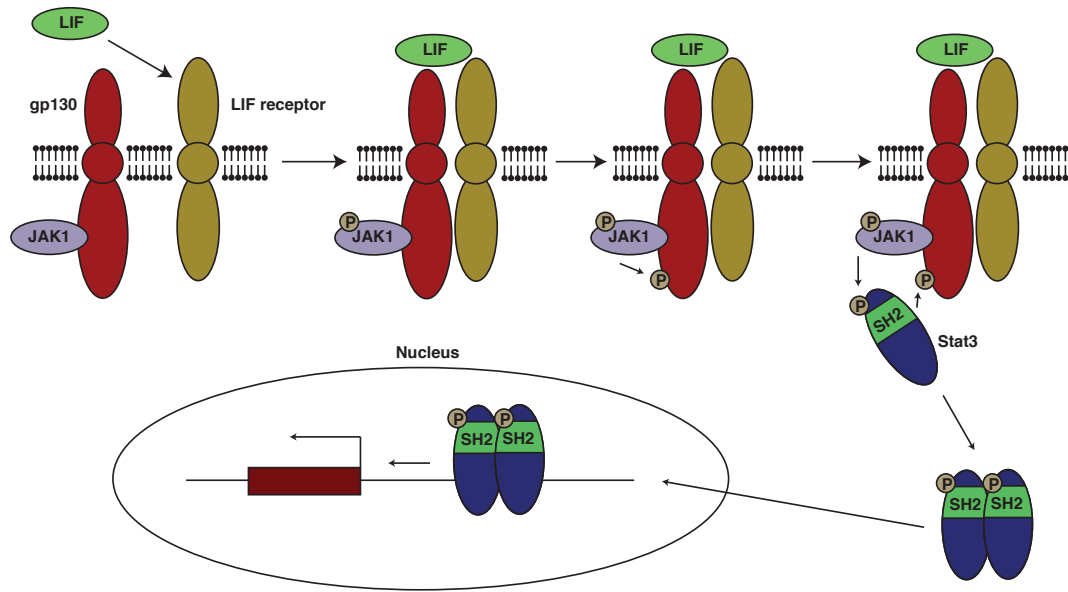 LIF
gp130
LIF receptor
JAK1
LIF
P
JAK1
LIF
P
JAK1
P
LIF
P
JAK1
P
P
SH2
Stat3
Nucleus
P
P
SH2
SH2
P
P
SH2
SH2